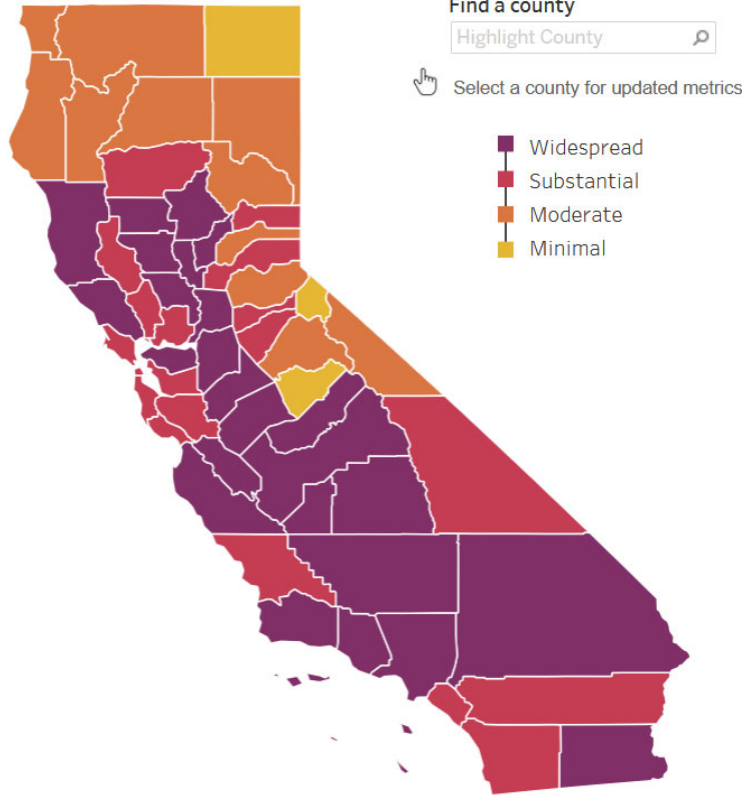 Find a county
Highlight County
Select a county for updated metrics
Widespread
Substantial
Moderate
Minimal